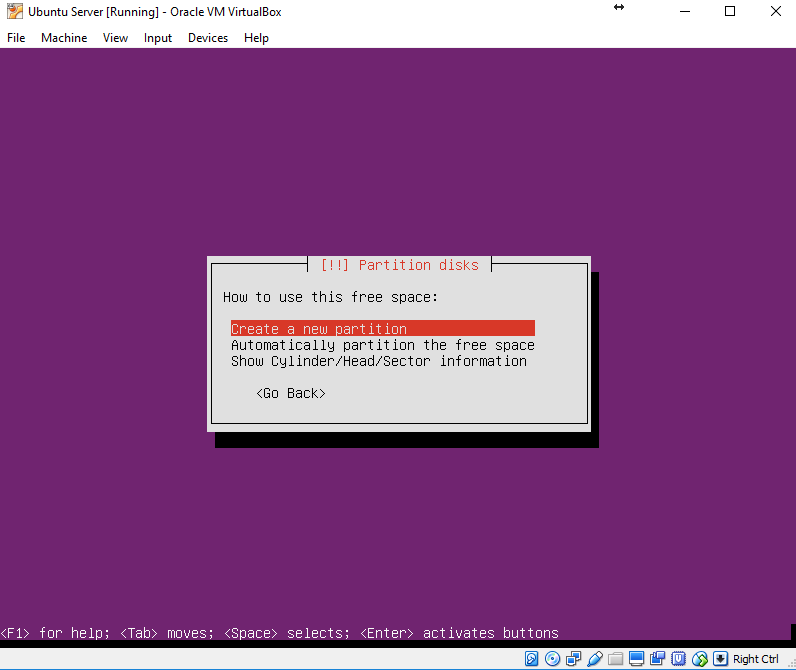 Ubuntu Server [Running] - Oracle VM VirtualBox
File Machine View Input Devices Help
[!!] Partition disks
How to use this free space:
Create a new partition
Automatically partition the free space
Show Cylinder/Head/Sector information
<Go Back>
<F1> for help; <Tab> moves; <Space> selects; <Enter> activates buttons
Right Ctrl